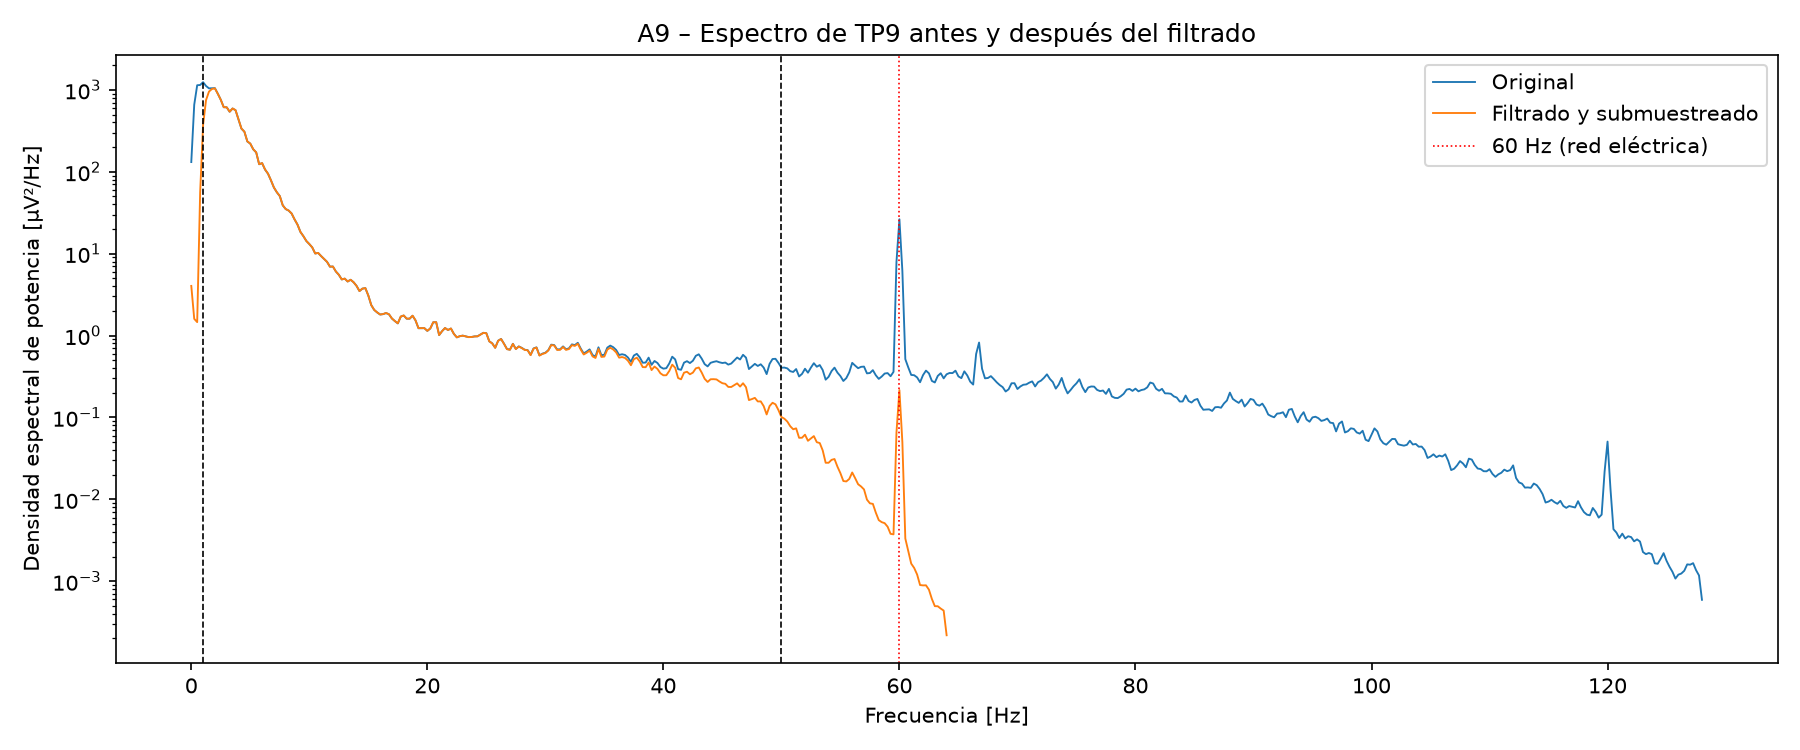 A9 – Espectro de TP9 antes y después del filtrado
Densidad espectral de potencia [µV²/Hz]
10³
10²
10¹
10⁰
10⁻¹
10⁻²
10⁻³
Original
Filtrado y submuestreado
60 Hz (red eléctrica)
0 20 40 60 80 100 120
Frecuencia [Hz]